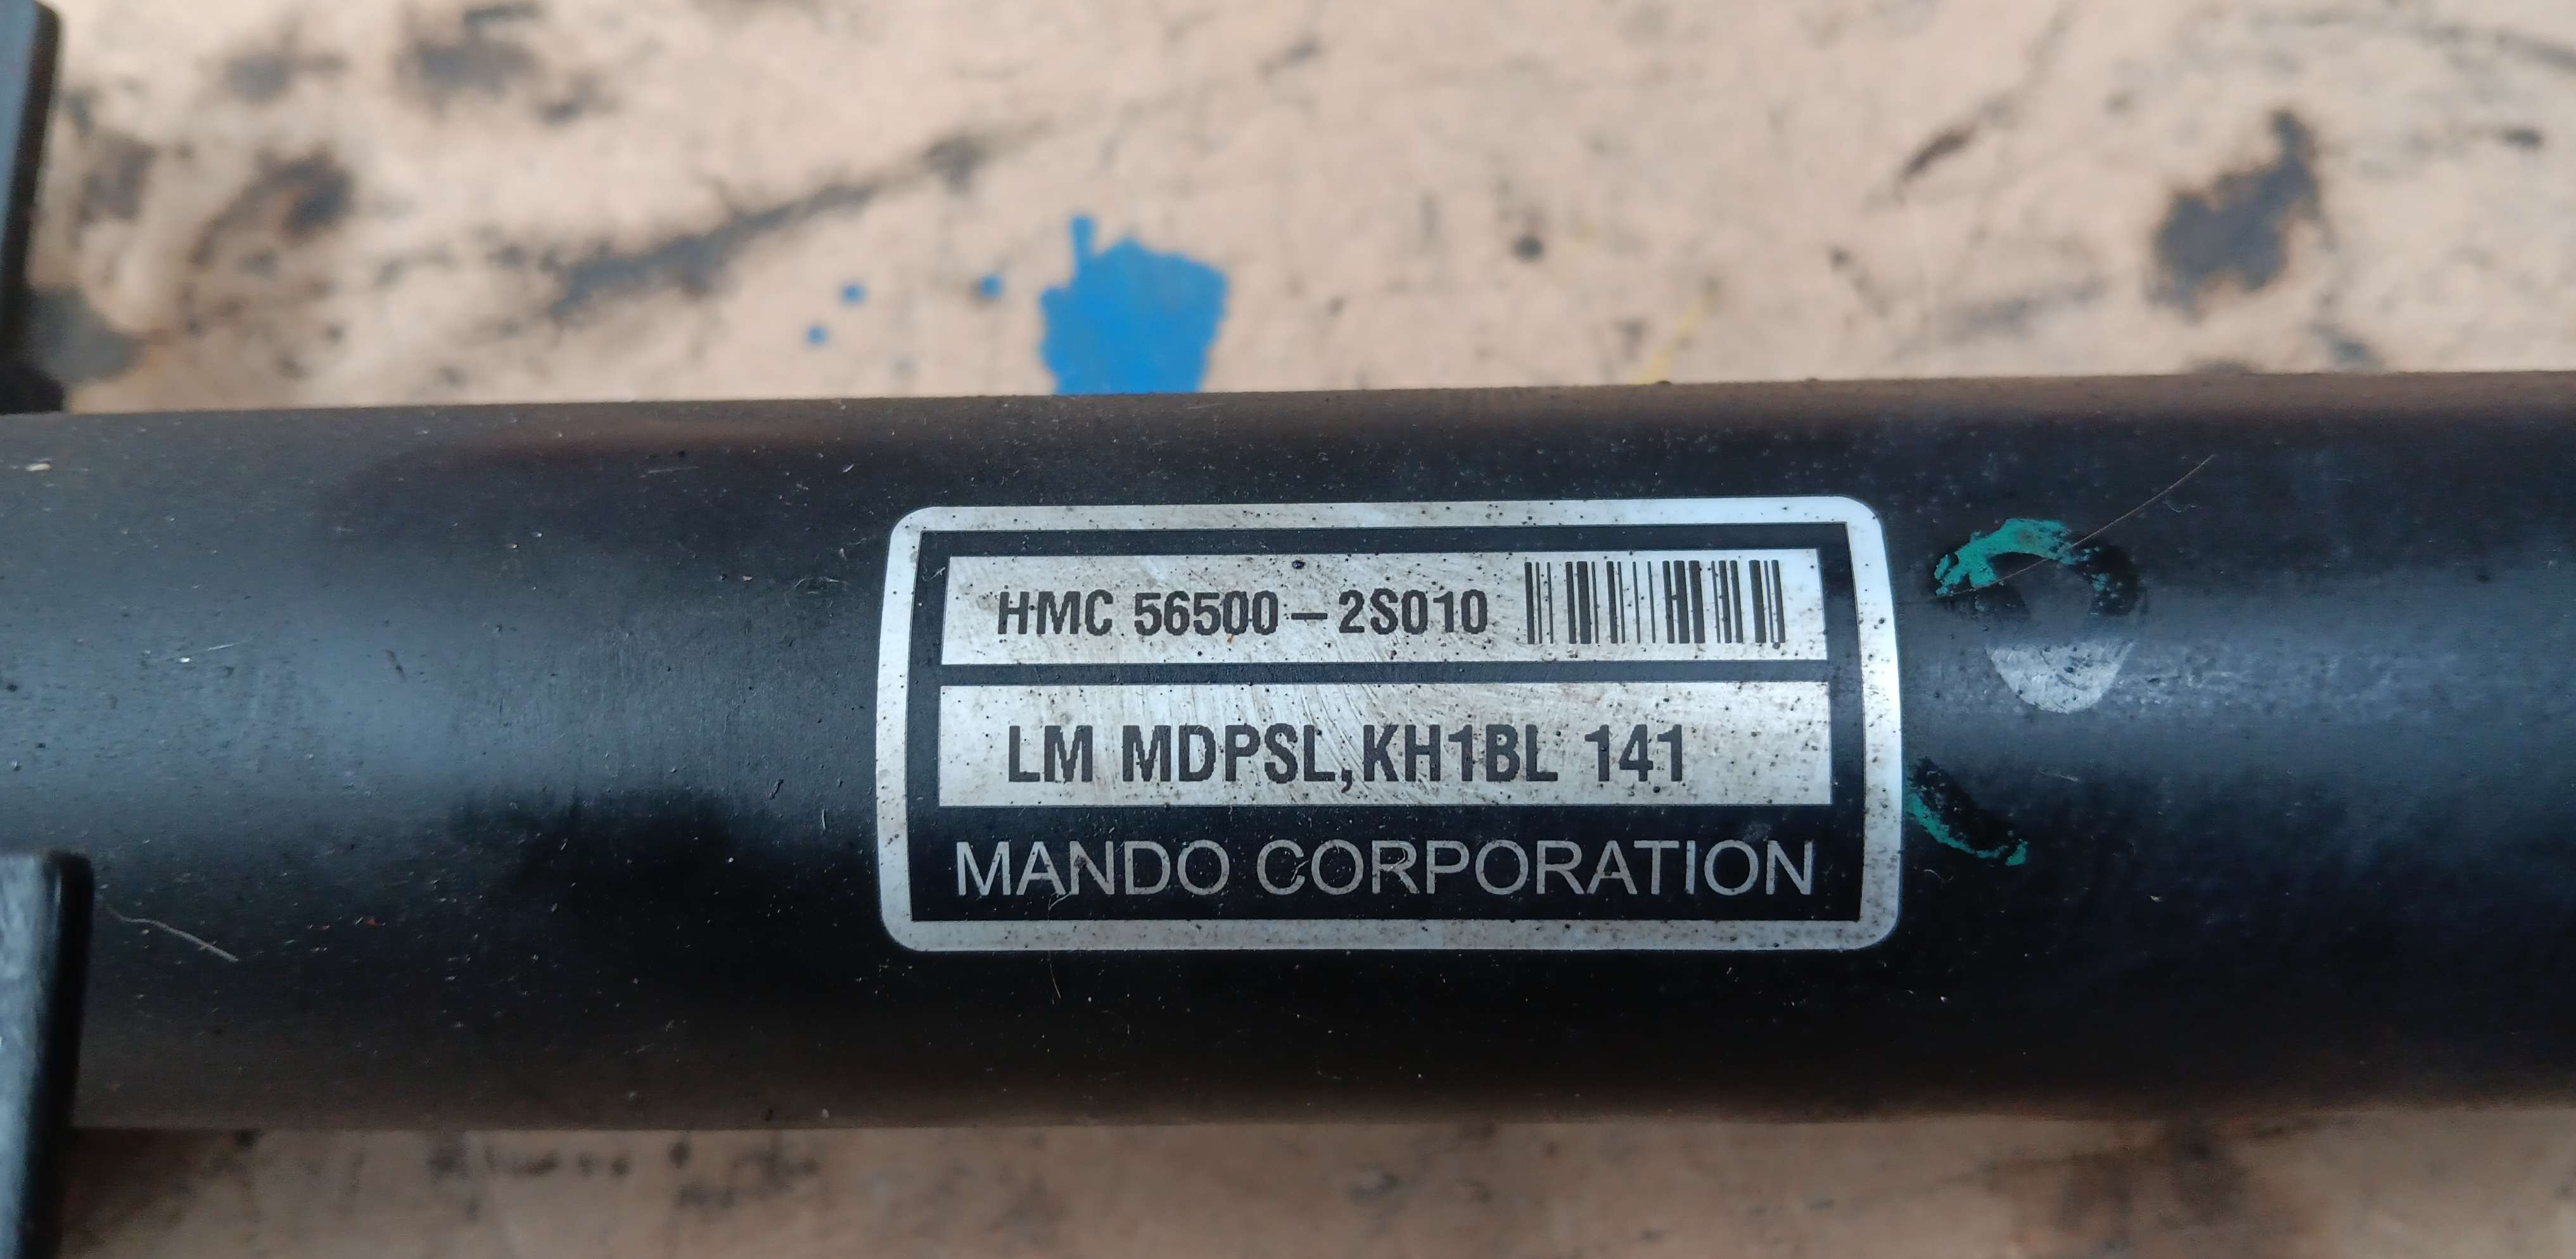 HMC 56500-2S010
LM MDPSL,KH1BL 141
MANDO CORPORATION